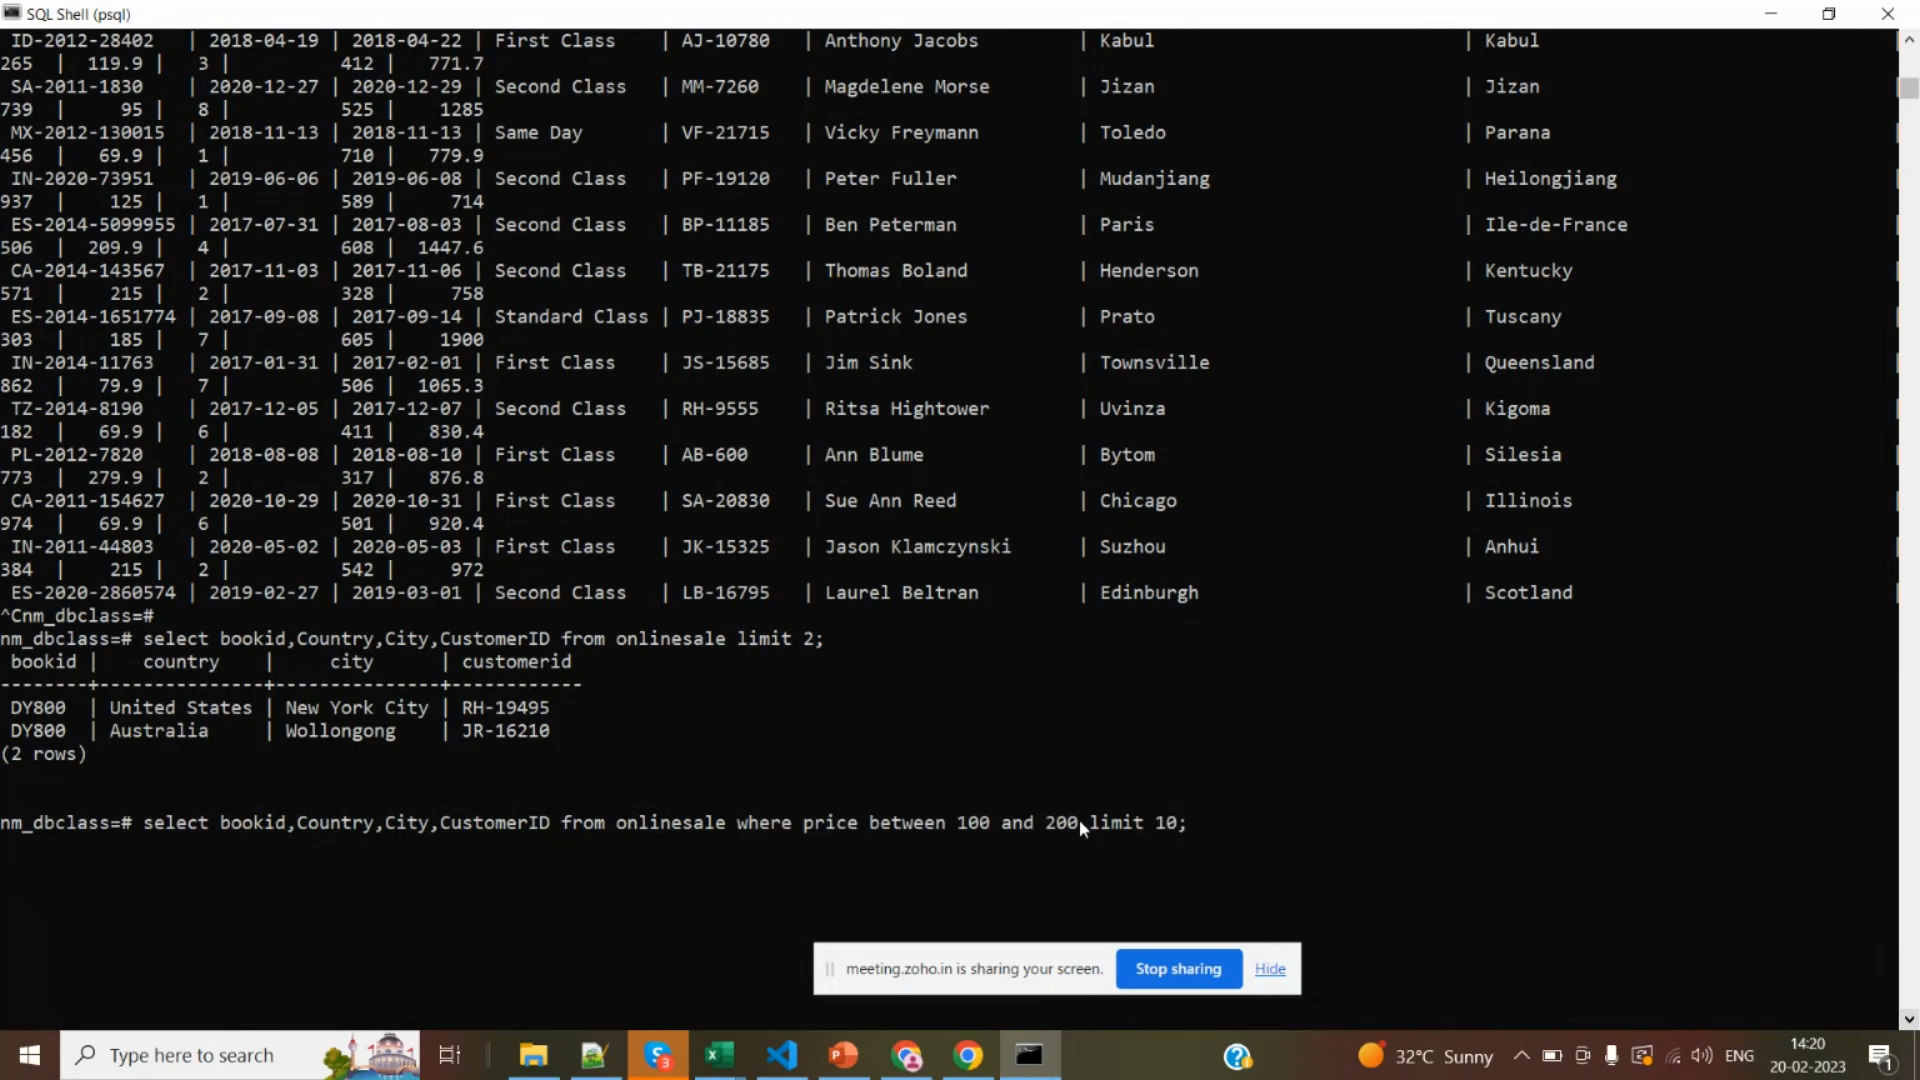 SQL Shell (psql)
ID-2012-28402 | 2018-04-19 | 2018-04-22 | First Class | AJ-10780 | Anthony Jacobs | Kabul | Kabul |
265 | 119.9 | 3 | 412 | 771.7
SA-2011-1830 | 2020-12-27 | 2020-12-29 | Second Class | MM-7260 | Magdelene Morse | Jizan | Jizan |
739 | 95 | 8 | 525 | 1285
MX-2012-130015 | 2018-11-13 | 2018-11-13 | Same Day | VF-21715 | Vicky Freymann | Toledo | Parana |
456 | 69.9 | 1 | 710 | 779.9
IN-2020-73951 | 2019-06-06 | 2019-06-08 | Second Class | PF-19120 | Peter Fuller | Mudanjiang | Heilongjiang |
937 | 125 | 1 | 589 | 714
ES-2014-5099955 | 2017-07-31 | 2017-08-03 | Second Class | BP-11185 | Ben Peterman | Paris | Ile-de-France |
506 | 209.9 | 4 | 608 | 1447.6
CA-2014-143567 | 2017-11-03 | 2017-11-06 | Second Class | TB-21175 | Thomas Boland | Henderson | Kentucky |
571 | 215 | 2 | 328 | 758
ES-2014-1651774 | 2017-09-08 | 2017-09-14 | Standard Class | PJ-18835 | Patrick Jones | Prato | Tuscany |
303 | 185 | 7 | 605 | 1900
IN-2014-11763 | 2017-01-31 | 2017-02-01 | First Class | JS-15685 | Jim Sink | Townsville | Queensland |
862 | 79.9 | 7 | 506 | 1065.3
TZ-2014-8190 | 2017-12-05 | 2017-12-07 | Second Class | RH-9555 | Ritsa Hightower | Uvinza | Kigoma |
182 | 69.9 | 6 | 411 | 830.4
PL-2012-7820 | 2018-08-08 | 2018-08-10 | First Class | AB-600 | Ann Blume | Bytom | Silesia |
773 | 279.9 | 2 | 317 | 876.8
CA-2011-154627 | 2020-10-29 | 2020-10-31 | First Class | SA-20830 | Sue Ann Reed | Chicago | Illinois |
974 | 69.9 | 6 | 501 | 920.4
IN-2011-44803 | 2020-05-02 | 2020-05-03 | First Class | JK-15325 | Jason Klamczynski | Suzhou | Anhui |
384 | 215 | 2 | 542 | 972
ES-2020-2860574 | 2019-02-27 | 2019-03-01 | Second Class | LB-16795 | Laurel Beltran | Edinburgh | Scotland |
^Cnm_dbclass=#
nm_dbclass=# select bookid,Country,City,CustomerID from onlinesale limit 2;
bookid | country | city | customerid
--------+---------------+---------------+------------
DY800 | United States | New York City | RH-19495
DY800 | Australia | Wollongong | JR-16210
(2 rows)
nm_dbclass=# select bookid,Country,City,CustomerID from onlinesale where price between 100 and 200 limit 10;
meeting.zoho.in is sharing your screen. Stop sharing Hide
Type here to search
32°C Sunny
ENG
14:20
20-02-2023
3
1